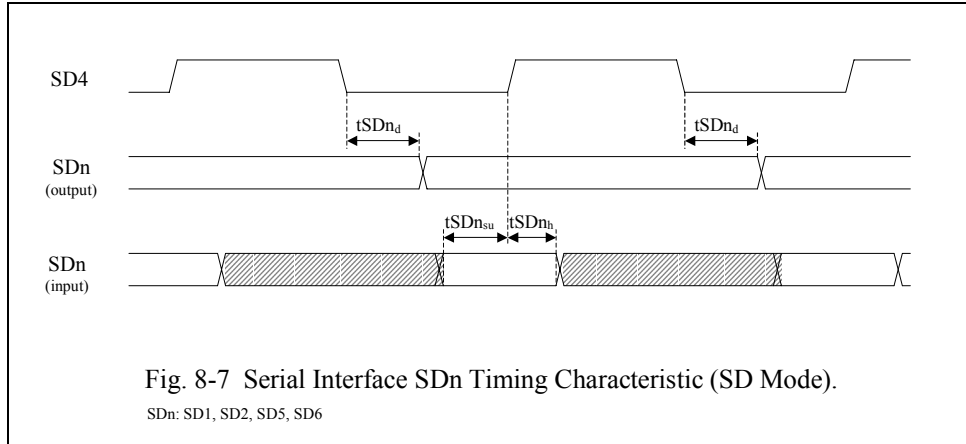 SD4
tSDnd tSDnd
SDn
(output)
tSDnsu tSDnh
SDn
(input)
Fig. 8-7 Serial Interface SDn Timing Characteristic (SD Mode).
SDn: SD1, SD2, SD5, SD6